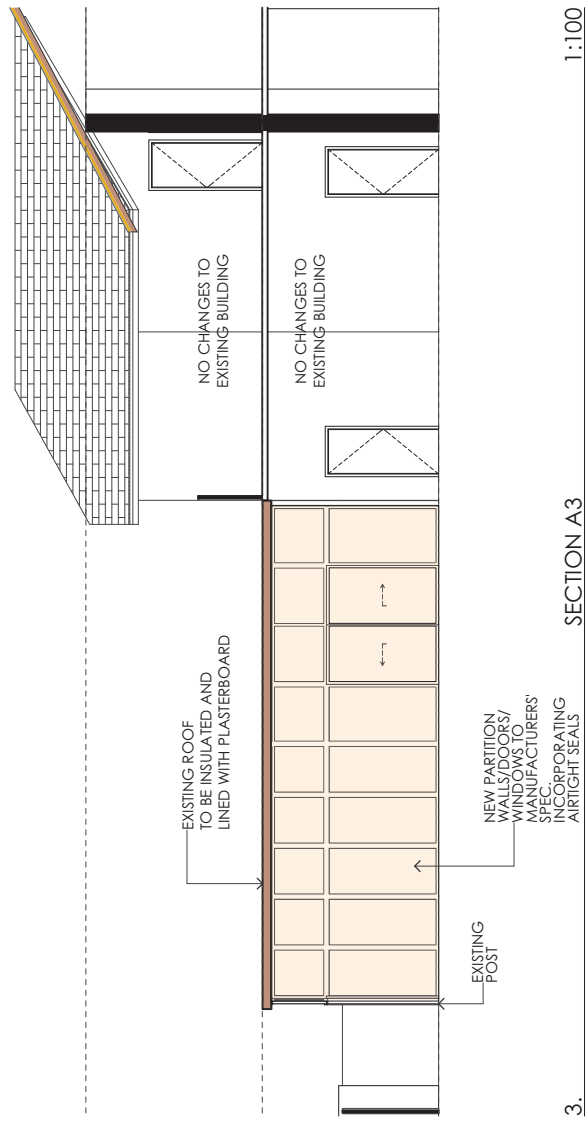 EXISTING ROOF
TO BE INSULATED AND
LINED WITH PLASTERBOARD
NO CHANGES TO
EXISTING BUILDING
NO CHANGES TO
EXISTING BUILDING
EXISTING
POST
NEW PARTITION
WALLS/DOORS/
WINDOWS TO
MANUFACTURERS'
SPEC.
INCORPORATING
AIRTIGHT SEALS
3.
SECTION A3
1:100